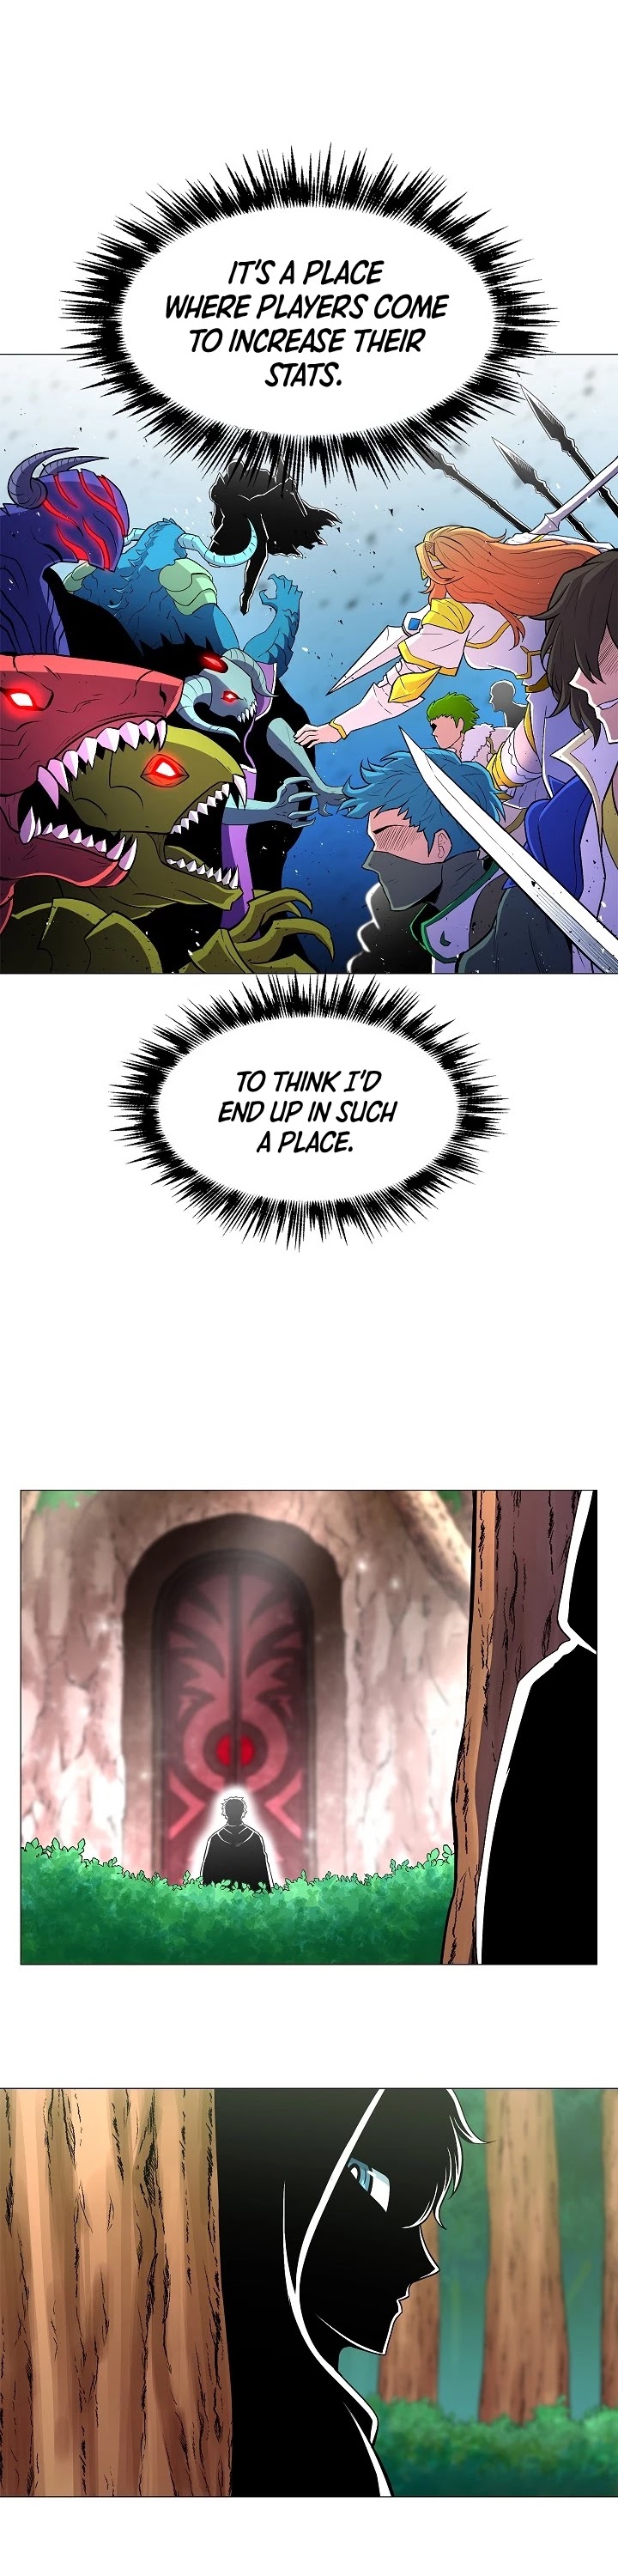 IT'S A PLACE
WHERE PLAYERS COME
TO INCREASE THEIR
STATS.
TO THINK I'D
END UP IN SUCH
A PLACE.